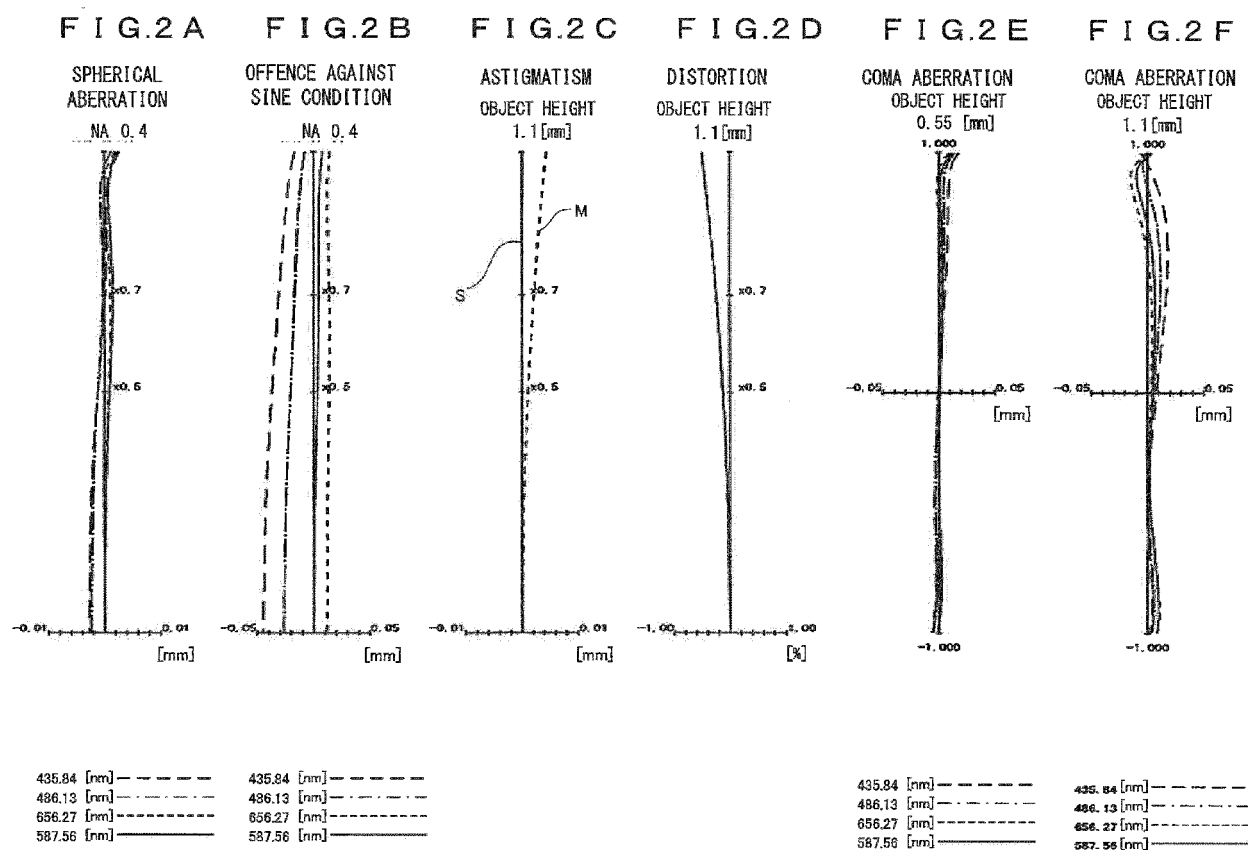 FIG.2A
SPHERICAL
ABERRATION
NA 0.4
x0.7
x0.5
-0.01
0.01
[mm]
435.84 [nm]
486.13 [nm]
656.27 [nm]
587.56 [nm]
FIG.2B
OFFENCE AGAINST
SINE CONDITION
NA 0.4
x0.7
x0.5
-0.05
0.05
[mm]
435.84 [nm]
486.13 [nm]
656.27 [nm]
587.56 [nm]
FIG.2C
ASTIGMATISM
OBJECT HEIGHT
1.1[mm]
M
S
x0.7
x0.5
-0.01
0.01
[mm]
FIG.2D
DISTORTION
OBJECT HEIGHT
1.1[mm]
x0.7
x0.5
-1.00
[%]
FIG.2E
COMA ABERRATION
OBJECT HEIGHT
0.55 [mm]
1.000
-0.05
0.05
[mm]
-1.000
435.84 [nm]
486.13 [nm]
656.27 [nm]
587.56 [nm]
FIG.2F
COMA ABERRATION
OBJECT HEIGHT
1.1[mm]
1.000
-0.05
0.05
[mm]
-1.000
435.84 [nm]
486.13 [nm]
656.27 [nm]
587.56 [nm]